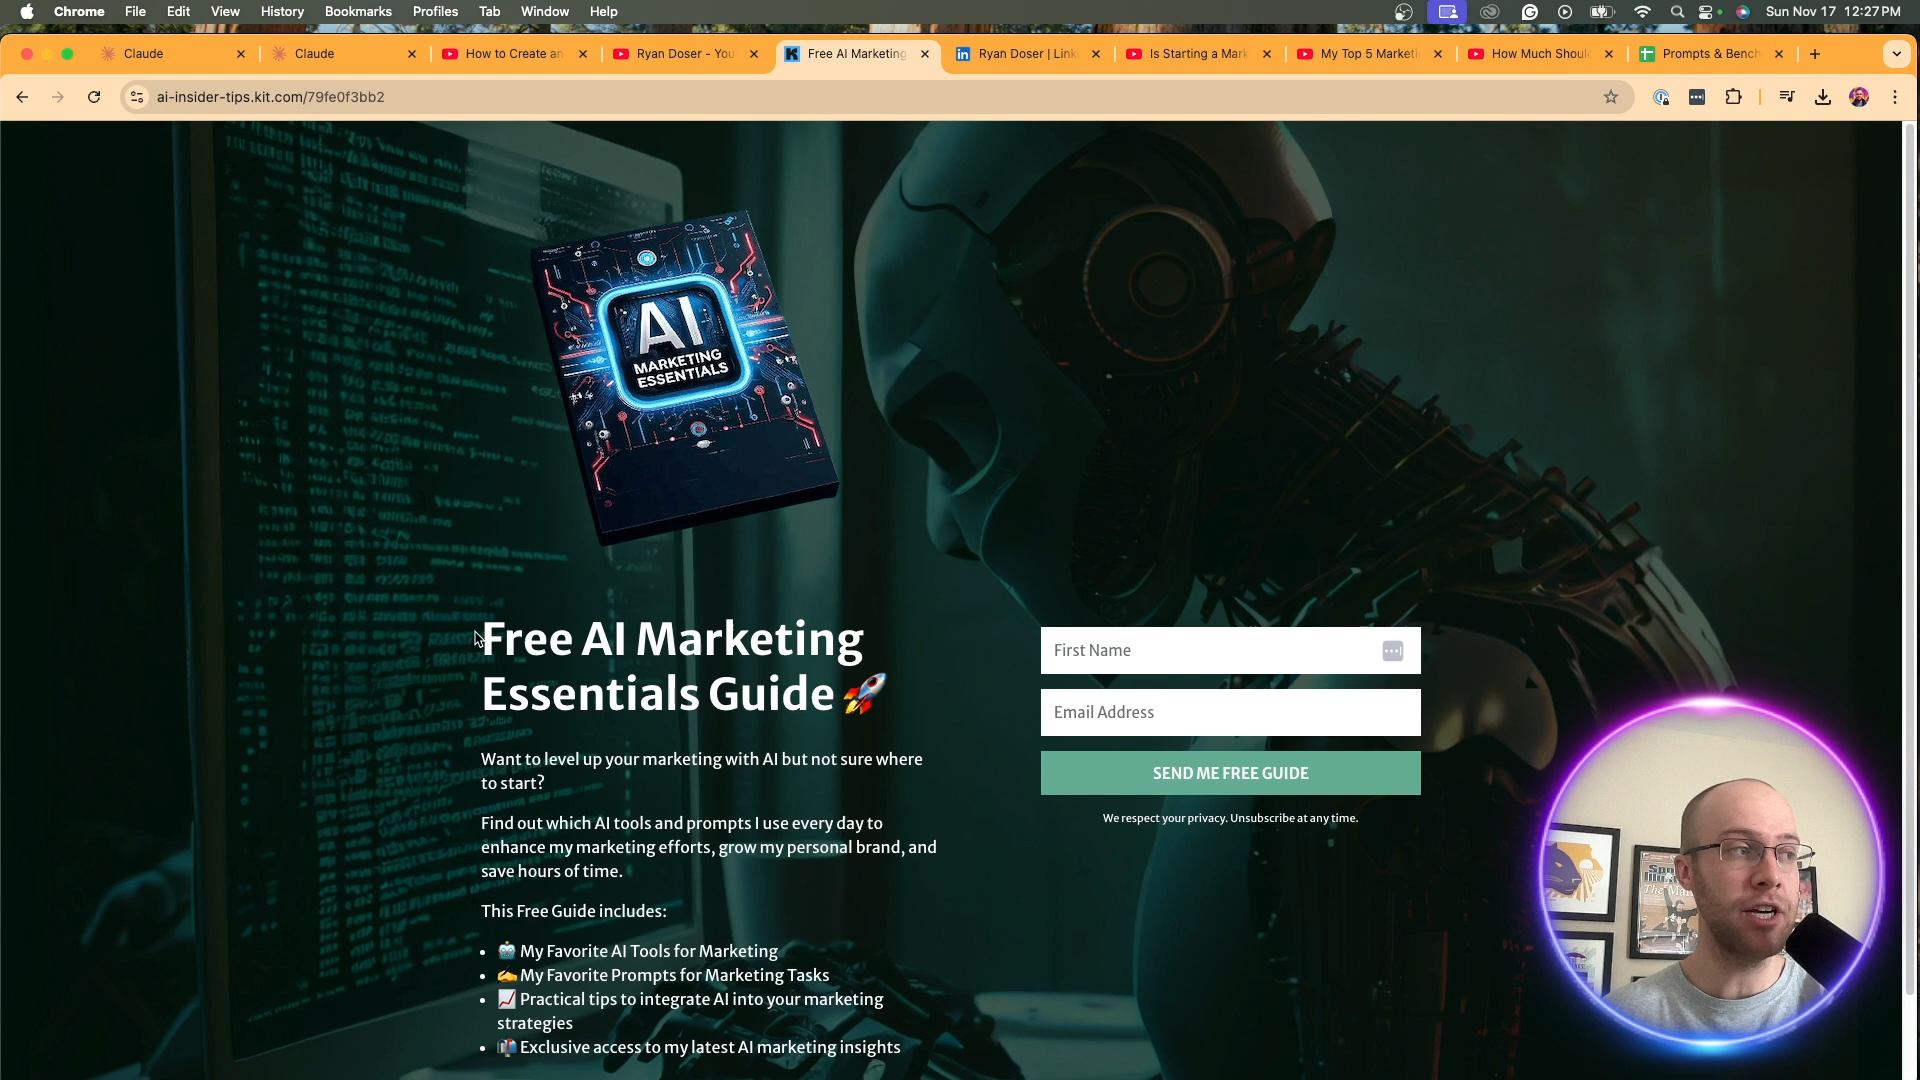 Chrome File Edit View History Bookmarks Profiles Tab Window Help Sun Nov 17 12:27 PM
Claude Claude How to Create an Ryan Doser - You Free AI Marketing Ryan Doser | Link Is Starting a Mark My Top 5 Marketi How Much Shoul Prompts & Bench
ai-insider-tips.kit.com/79fe0f3bb2
AI
MARKETING
ESSENTIALS
Free AI Marketing
Essentials Guide 🚀
Want to level up your marketing with AI but not sure where
to start?
Find out which AI tools and prompts I use every day to
enhance my marketing efforts, grow my personal brand, and
save hours of time.
This Free Guide includes:
• 🤖 My Favorite AI Tools for Marketing
• ✍️ My Favorite Prompts for Marketing Tasks
• 📈 Practical tips to integrate AI into your marketing
strategies
• 📬 Exclusive access to my latest AI marketing insights
First Name
Email Address
SEND ME FREE GUIDE
We respect your privacy. Unsubscribe at any time.